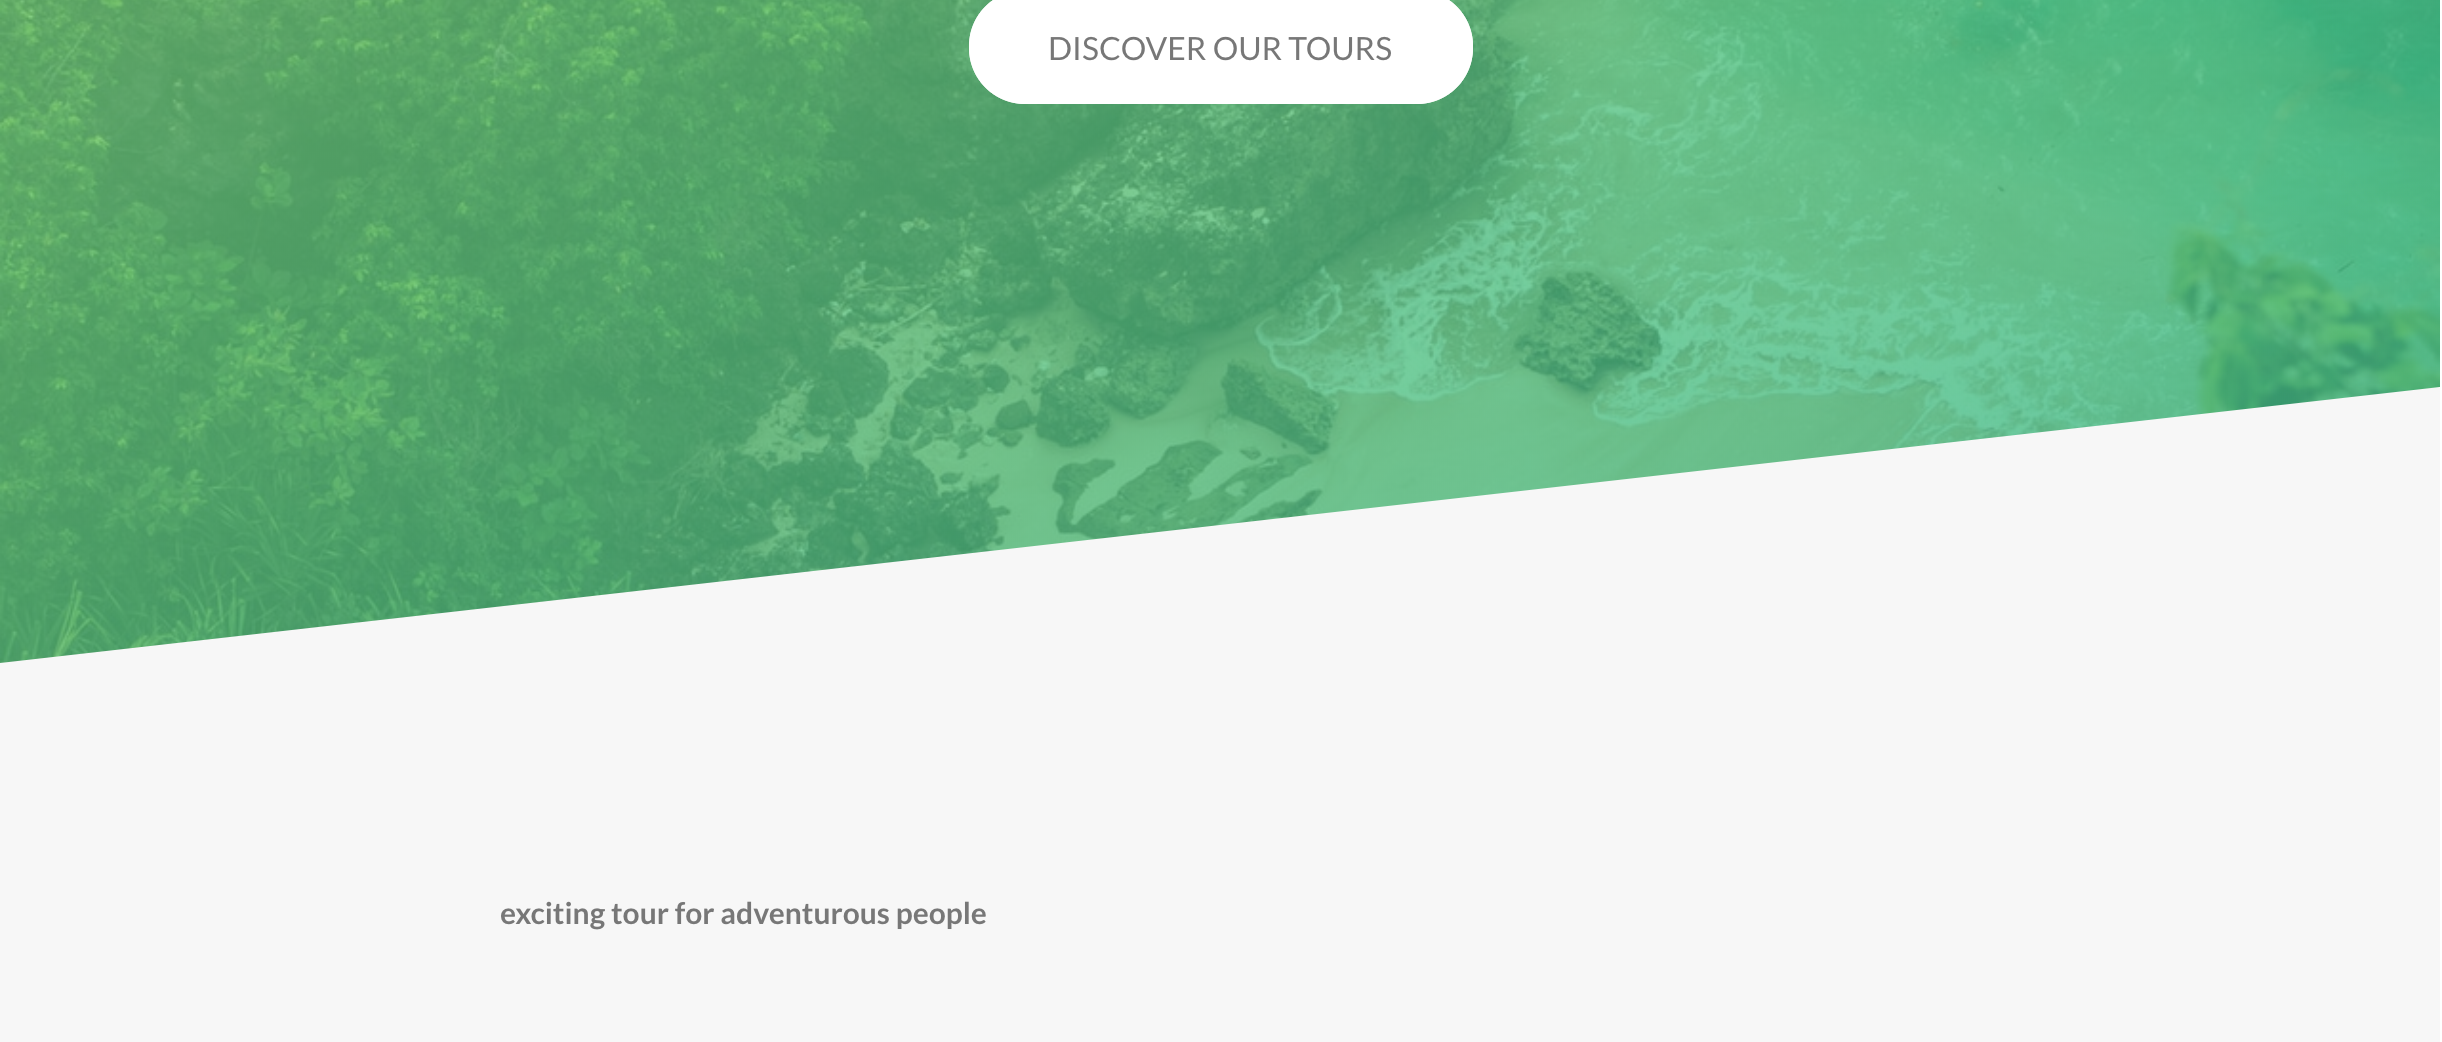 DISCOVER OUR TOURS
exciting tour for adventurous people